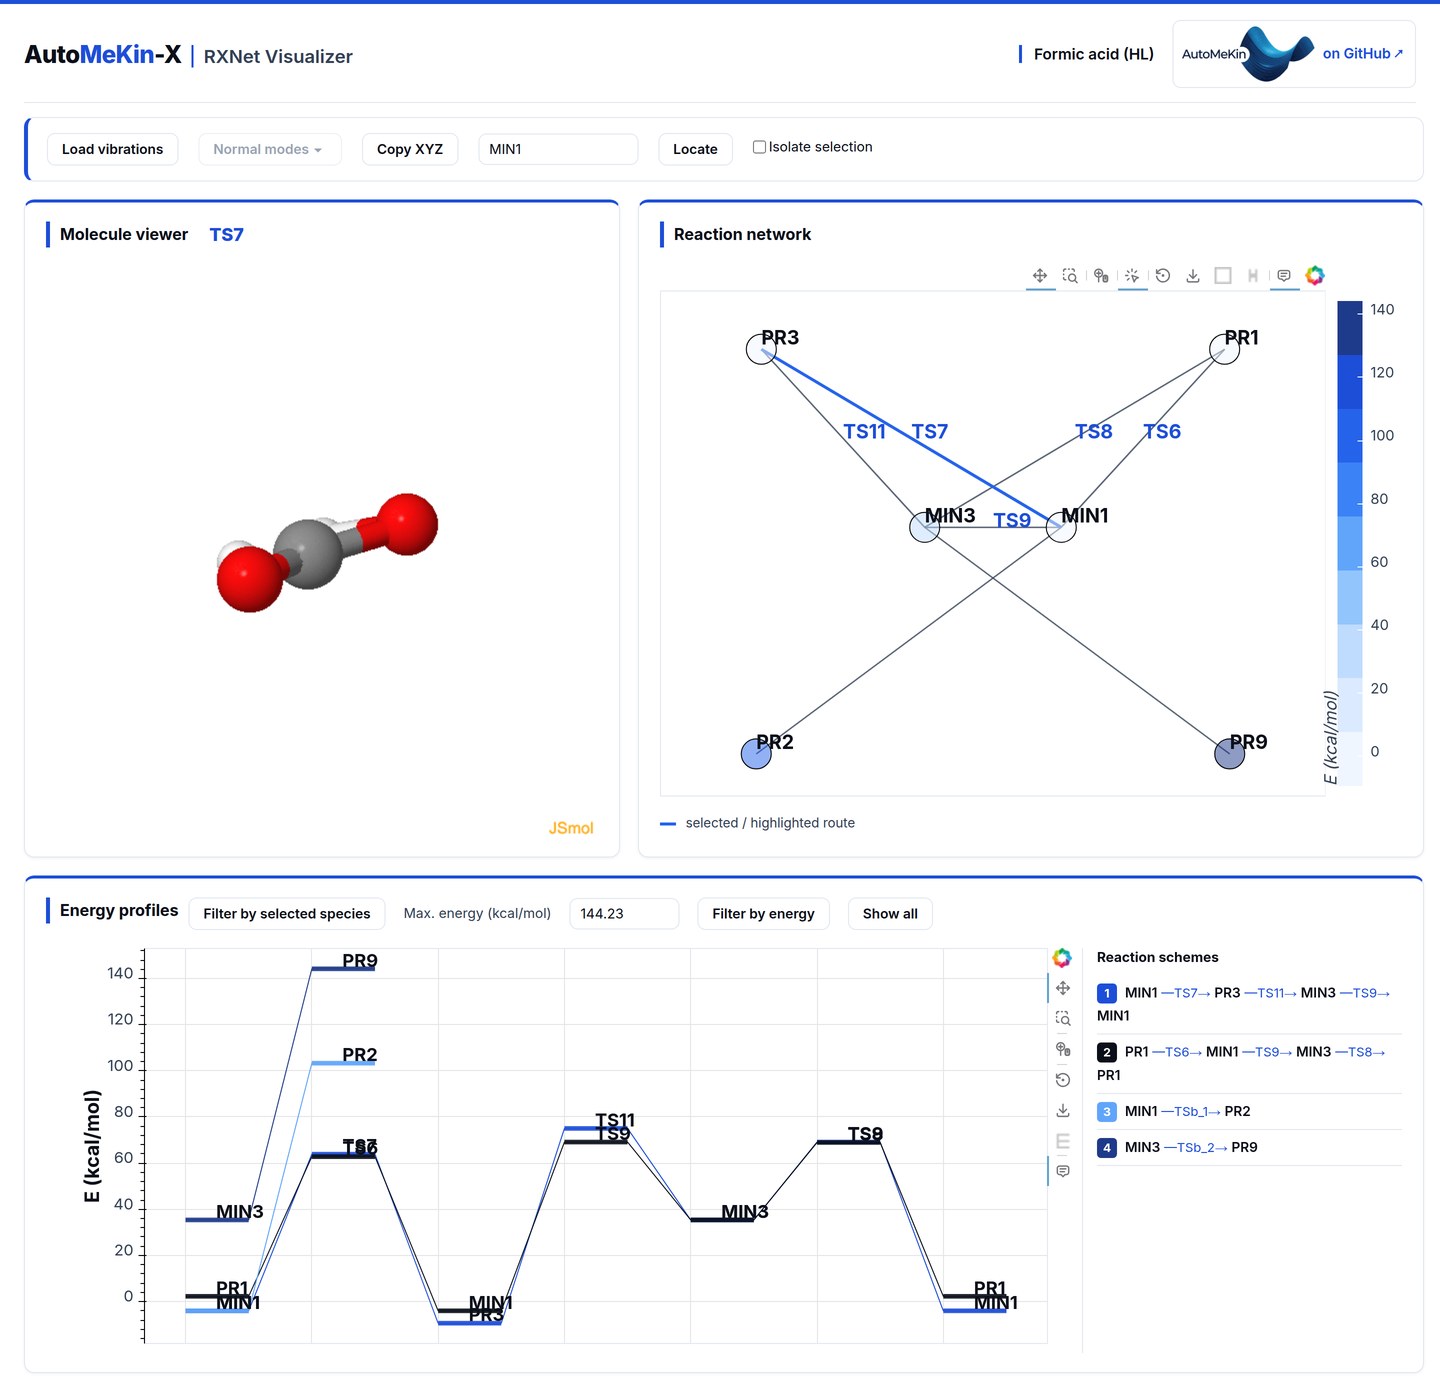 AutoMeKin-X | RXNet Visualizer
Formic acid (HL)
AutoMeKin
on GitHub ↗
Load vibrations
Normal modes
Copy XYZ
MIN1
Locate
Isolate selection
Molecule viewer TS7
JSmol
Reaction network
PR3
PR1
TS11
TS7
TS8
TS6
MIN3
TS9
MIN1
PR2
PR9
140
120
100
80
60
40
20
0
E (kcal/mol)
selected / highlighted route
Energy profiles
Filter by selected species
Max. energy (kcal/mol)
144.23
Filter by energy
Show all
E (kcal/mol)
140
120
100
80
60
40
20
0
PR9
PR2
TS7
TS6
TS11
TS9
MIN3
MIN3
PR1
MIN1
MIN1
PR3
PR1
MIN1
Reaction schemes
1 MIN1 —TS7→ PR3 —TS11→ MIN3 —TS9→
MIN1
2 PR1 —TS6→ MIN1 —TS9→ MIN3 —TS8→
PR1
3 MIN1 —TSb_1→ PR2
4 MIN3 —TSb_2→ PR9